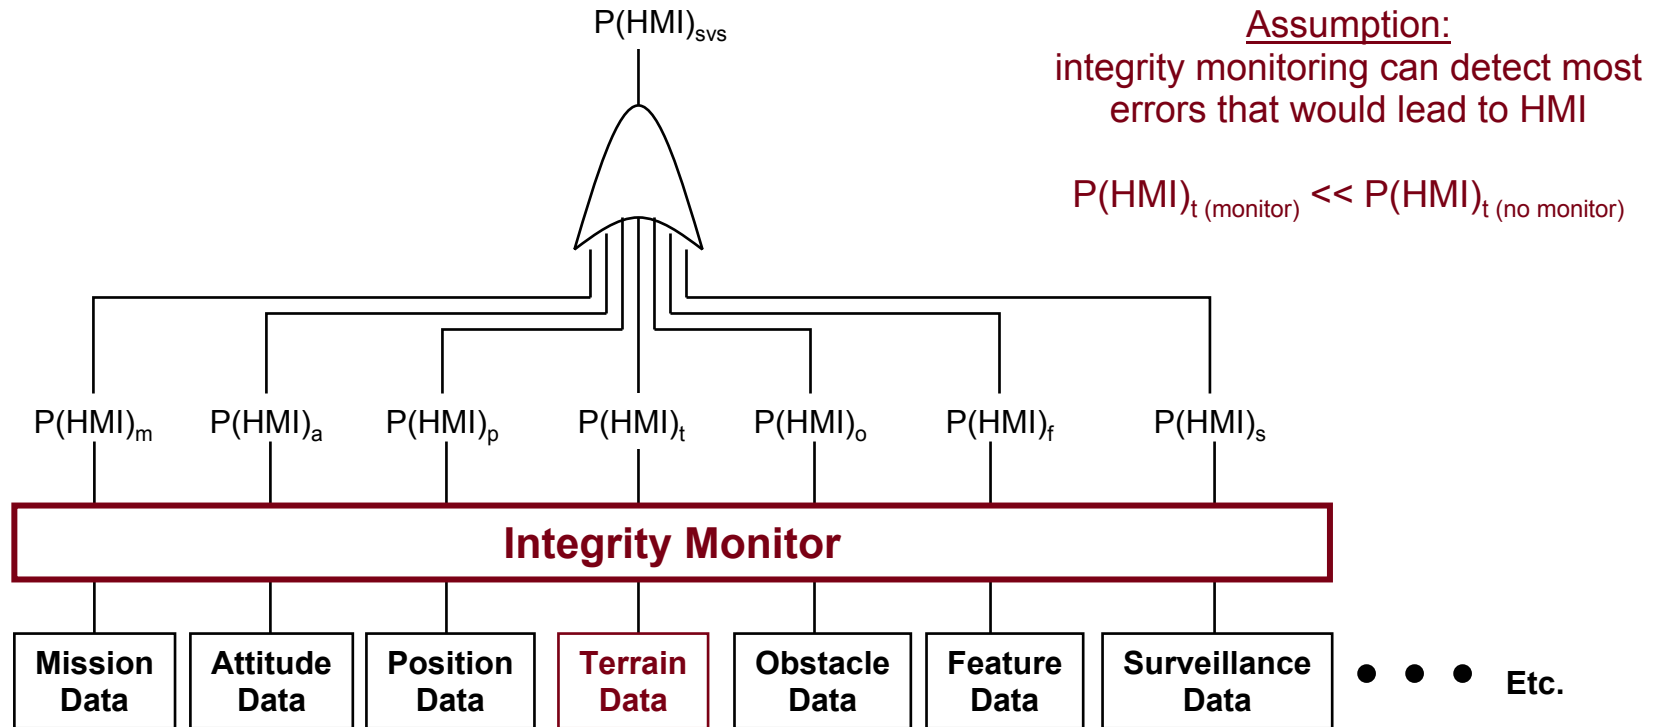 P(HMI)svs
Assumption:
integrity monitoring can detect most
errors that would lead to HMI
P(HMI)t (monitor) << P(HMI)t (no monitor)
P(HMI)m
P(HMI)a
P(HMI)p
P(HMI)t
P(HMI)o
P(HMI)f
P(HMI)s
Integrity Monitor
Mission
Data
Attitude
Data
Position
Data
Terrain
Data
Obstacle
Data
Feature
Data
Surveillance
Data
• • • Etc.